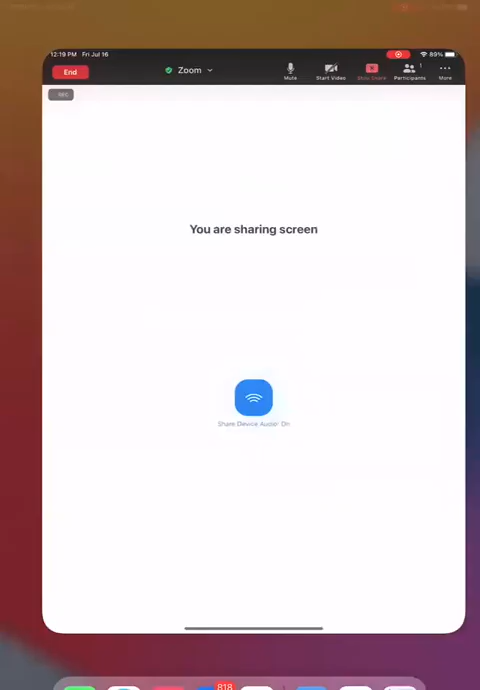 12:19 PM Fri Jul 16
89%
End
Zoom
Mute
Start Video
Stop Share
1
Participants
More
REC
You are sharing screen
Share Device Audio: On
818